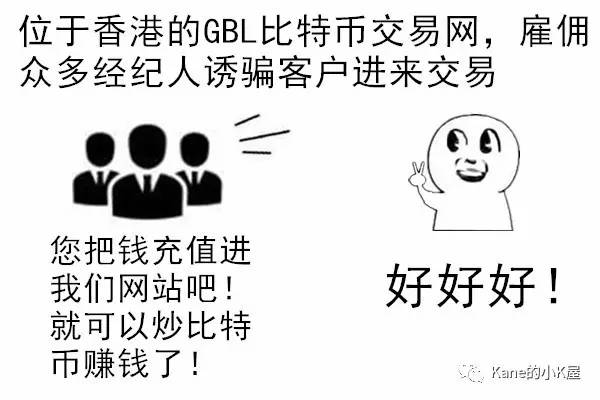 位于香港的GBL比特币交易网，雇佣
众多经纪人诱骗客户进来交易
您把钱充值进
我们网站吧！
就可以炒比特
币赚钱了！
好好好！
Kane的小K屋